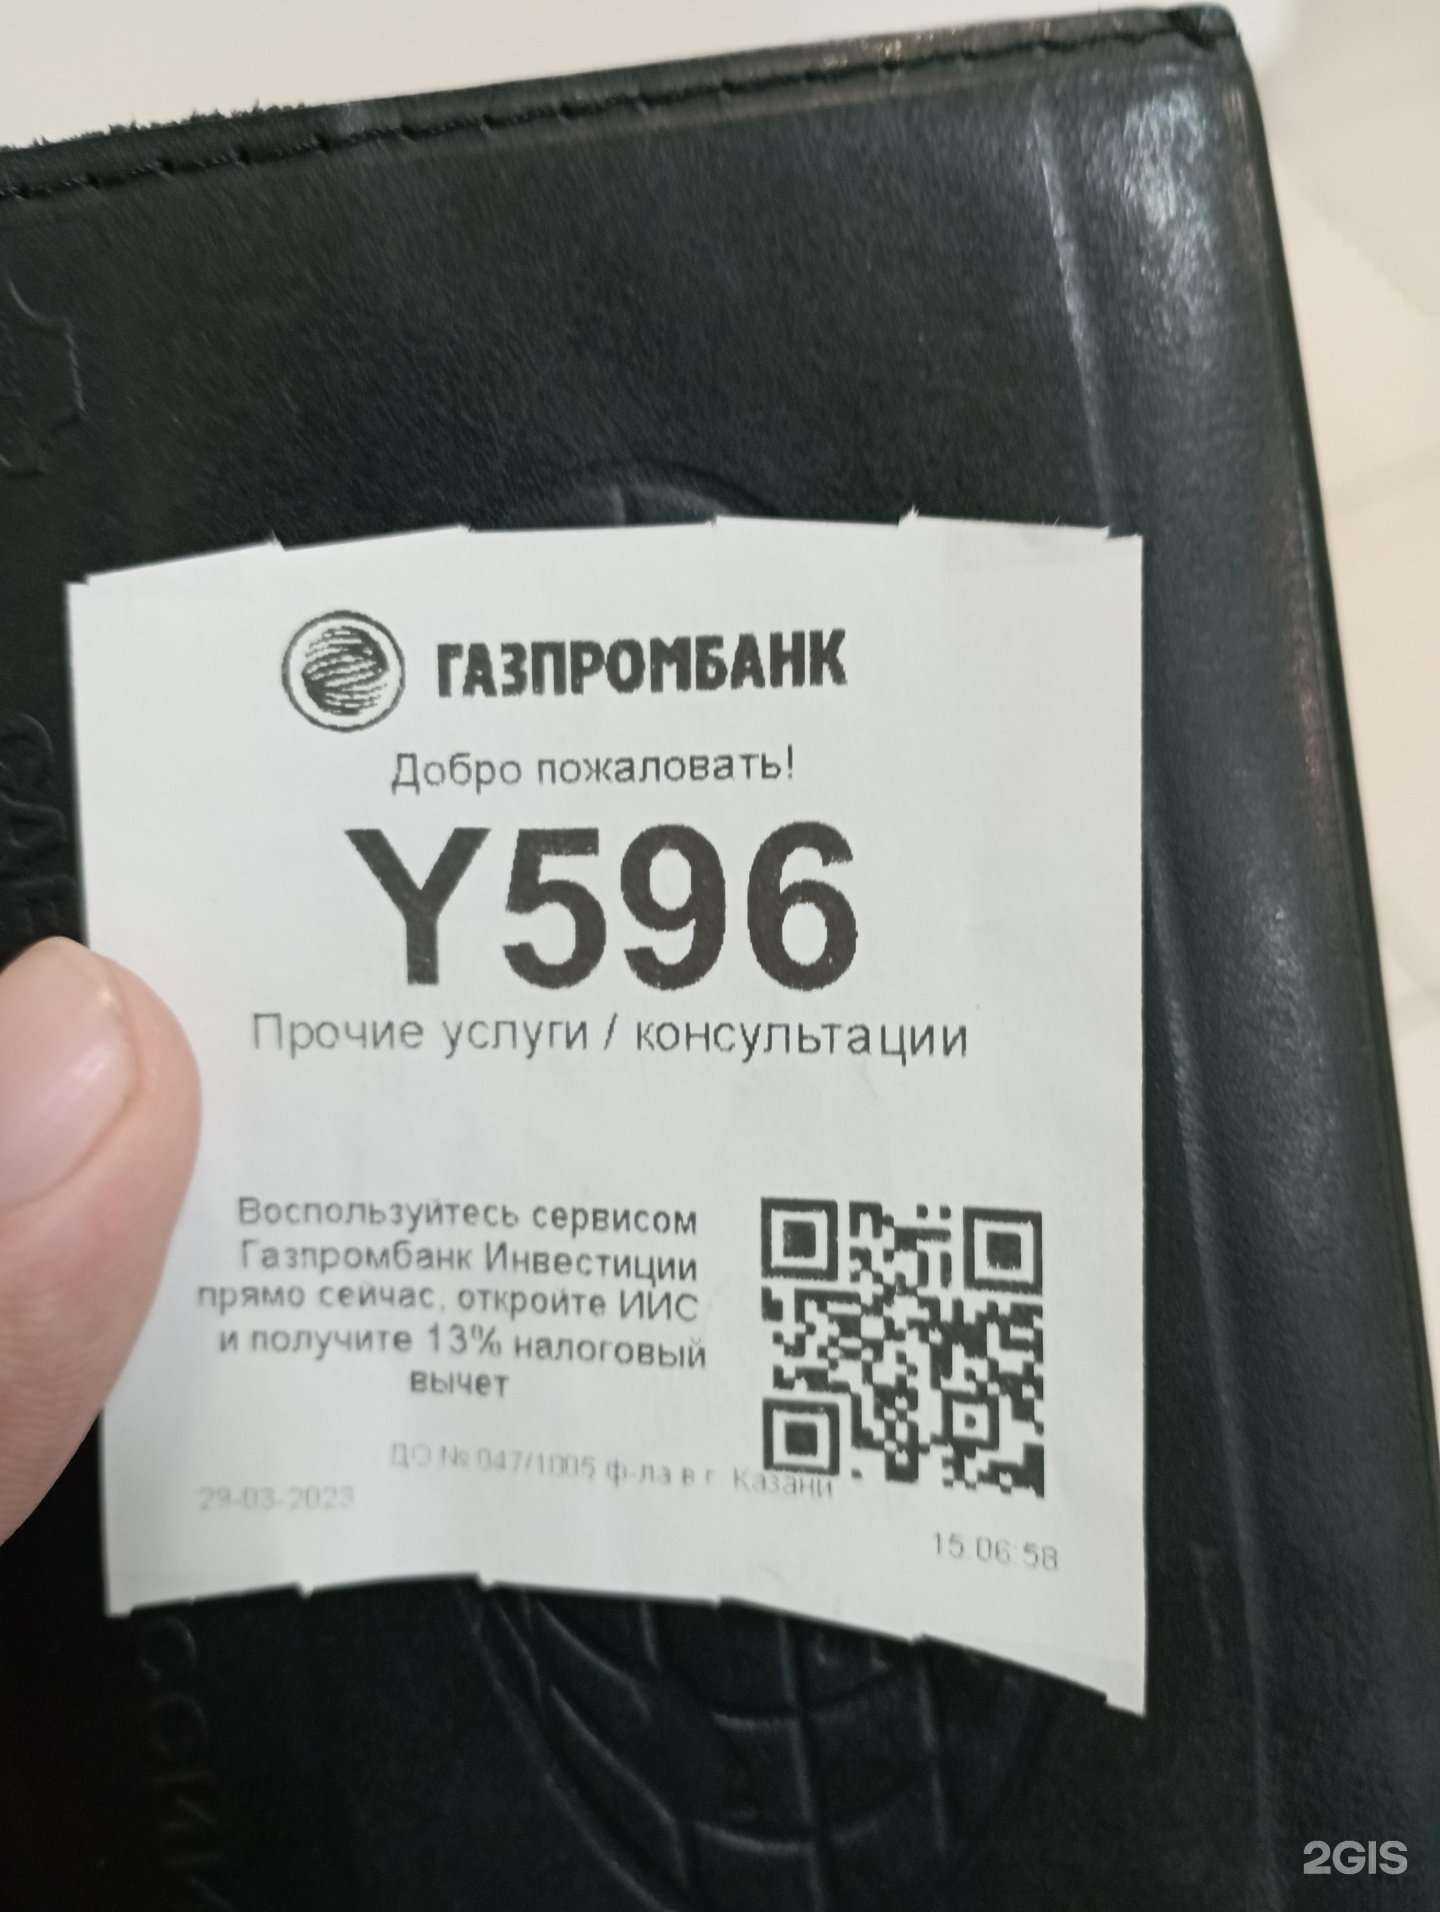 ГАЗПРОМБАНК
Добро пожаловать!
Y596
Прочие услуги / консультации
Воспользуйтесь сервисом
Газпромбанк Инвестиции
прямо сейчас, откройте ИИС
и получите 13% налоговый
вычет
ДО № 047/1005 ф-ла в г. Казани
29-03-2023
15:06:58
2GIS